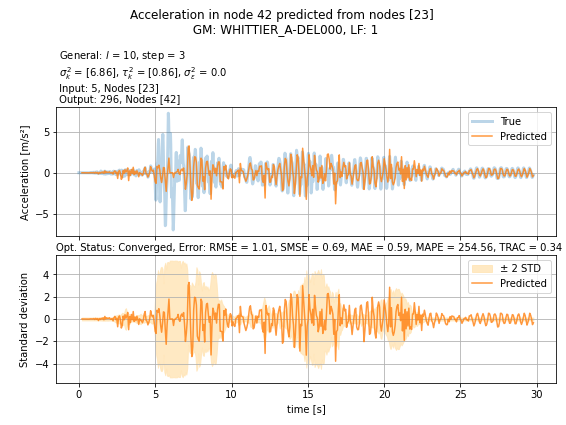 Acceleration in node 42 predicted from nodes [23]
GM: WHITTIER_A-DEL000, LF: 1
General: l = 10, step = 3
σ²ₖ = [6.86], τ²ₖ = [0.86], σ²ε = 0.0
Input: 5, Nodes [23]
Output: 296, Nodes [42]
Acceleration [m/s²]
5
0
−5
True
Predicted
Opt. Status: Converged, Error: RMSE = 1.01, SMSE = 0.69, MAE = 0.59, MAPE = 254.56, TRAC = 0.34
Standard deviation
4
2
0
−2
−4
± 2 STD
Predicted
0 5 10 15 20 25 30
time [s]